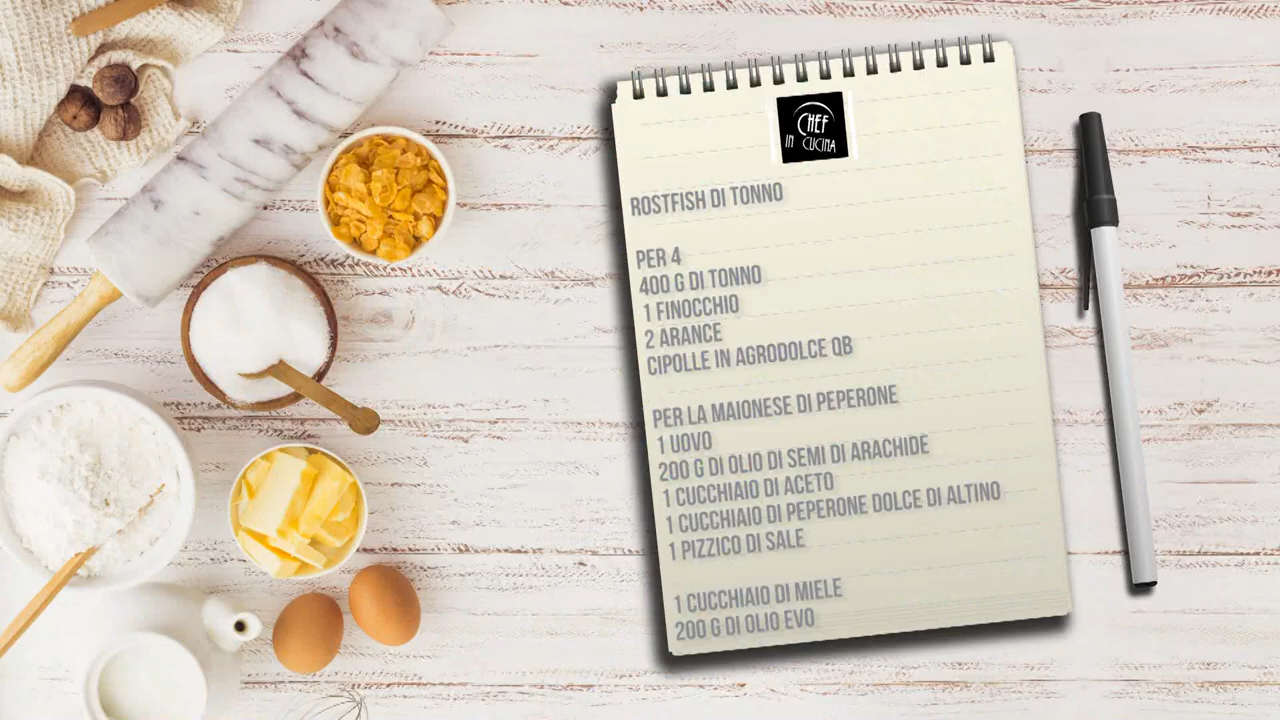 CHEF
IN CUCINA
ROSTFISH DI TONNO
PER 4
400 G DI TONNO
1 FINOCCHIO
2 ARANCE
CIPOLLE IN AGRODOLCE QB
PER LA MAIONESE DI PEPERONE
1 UOVO
200 G DI OLIO DI SEMI DI ARACHIDE
1 CUCCHIAIO DI ACETO
1 CUCCHIAIO DI PEPERONE DOLCE DI ALTINO
1 PIZZICO DI SALE
1 CUCCHIAIO DI MIELE
200 G DI OLIO EVO